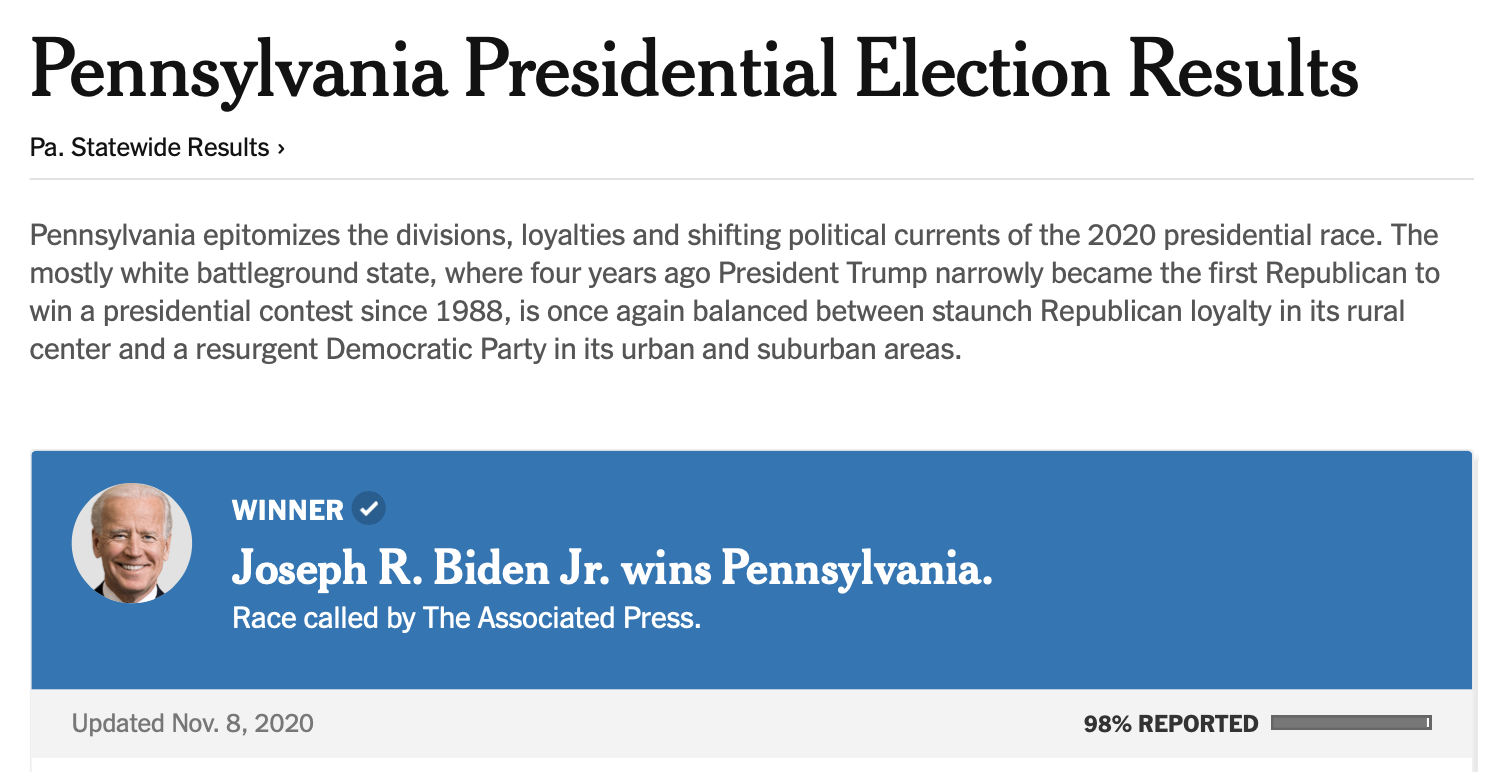 Pennsylvania Presidential Election Results
Pa. Statewide Results ›
Pennsylvania epitomizes the divisions, loyalties and shifting political currents of the 2020 presidential race. The
mostly white battleground state, where four years ago President Trump narrowly became the first Republican to
win a presidential contest since 1988, is once again balanced between staunch Republican loyalty in its rural
center and a resurgent Democratic Party in its urban and suburban areas.
WINNER
Joseph R. Biden Jr. wins Pennsylvania.
Race called by The Associated Press.
Updated Nov. 8, 2020
98% REPORTED